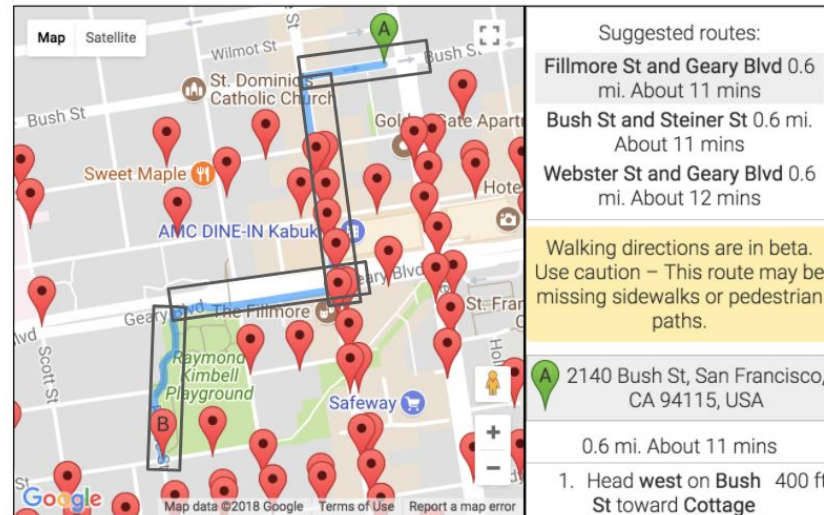 Map Satellite
Wilmot St
A
Bush St
St. Dominic's
Catholic Church
Bush St
Golden Gate Apart
Sweet Maple
Hote
AMC DINE-IN Kabuk
Geary Blvd
Geary Blvd
The Fillmore
St. Fran
lvd
Scott St
Raymond
Kimbell
Playground
Safeway
B
St
Google
Map data ©2018 Google Terms of Use Report a map error
Suggested routes:
Fillmore St and Geary Blvd 0.6
mi. About 11 mins
Bush St and Steiner St 0.6 mi.
About 11 mins
Webster St and Geary Blvd 0.6
mi. About 12 mins
Walking directions are in beta.
Use caution – This route may be
missing sidewalks or pedestrian
paths.
A 2140 Bush St, San Francisco,
CA 94115, USA
0.6 mi. About 11 mins
1. Head west on Bush 400 ft
St toward Cottage